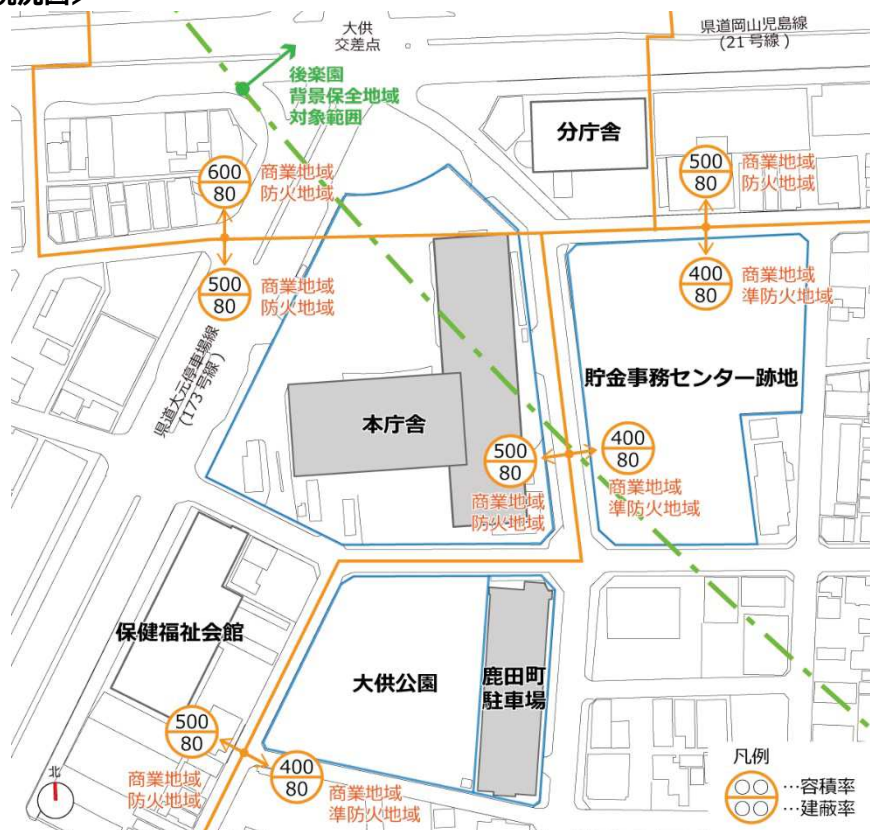 大供
交差点
県道岡山児島線
(21号線)
後楽園
背景保全地域
対象範囲
分庁舎
600
80
商業地域
防火地域
500
80
商業地域
防火地域
500
80
商業地域
防火地域
400
80
商業地域
準防火地域
県道大元停車場線
(173号線)
貯金事務センター跡地
本庁舎
500
80
商業地域
防火地域
400
80
商業地域
準防火地域
保健福祉会館
大供公園
鹿田町
駐車場
500
80
商業地域
防火地域
400
80
商業地域
準防火地域
北
凡例
○○…容積率
○○…建蔽率